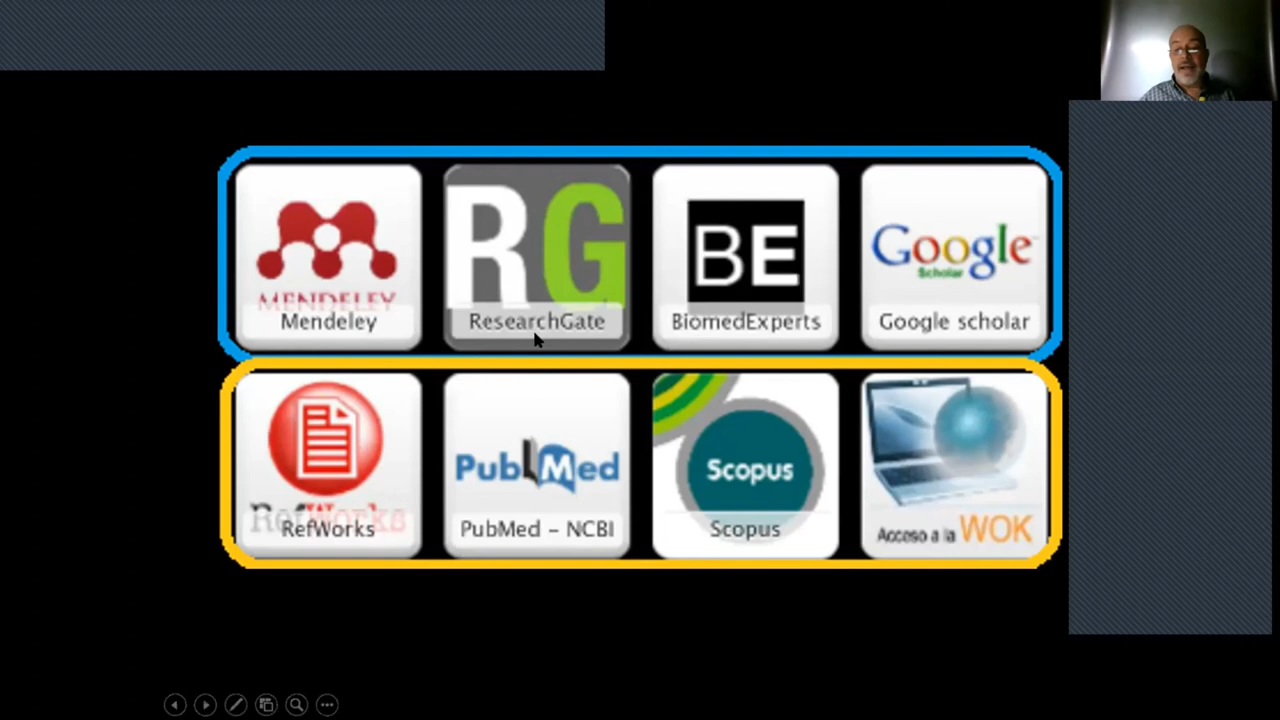 MENDELEY
Mendeley
RG
ResearchGate
BE
BiomedExperts
Google
Scholar
Google scholar
RefWorks
RefWorks
PubMed
PubMed – NCBI
Scopus
Scopus
Acceso a la WOK